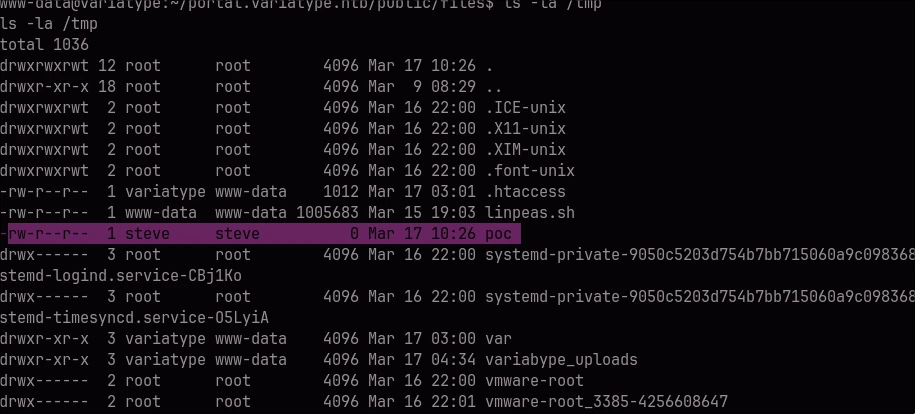 www-data@variatype:~/portal.variatype.htb/public/files$ ls -la /tmp
ls -la /tmp
total 1036
drwxrwxrwt 12 root      root         4096 Mar 17 10:26 .
drwxr-xr-x 18 root      root         4096 Mar  9 08:29 ..
drwxrwxrwt  2 root      root         4096 Mar 16 22:00 .ICE-unix
drwxrwxrwt  2 root      root         4096 Mar 16 22:00 .X11-unix
drwxrwxrwt  2 root      root         4096 Mar 16 22:00 .XIM-unix
drwxrwxrwt  2 root      root         4096 Mar 16 22:00 .font-unix
-rw-r--r--  1 variatype www-data     1012 Mar 17 03:01 .htaccess
-rw-r--r--  1 www-data  www-data 1005683 Mar 15 19:03 linpeas.sh
-rw-r--r--  1 steve     steve           0 Mar 17 10:26 poc
drwx------  3 root      root         4096 Mar 16 22:00 systemd-private-9050c5203d754b7bb715060a9c098368
stemd-logind.service-CBj1Ko
drwx------  3 root      root         4096 Mar 16 22:00 systemd-private-9050c5203d754b7bb715060a9c098368
stemd-timesyncd.service-O5LyiA
drwxr-xr-x  3 variatype www-data     4096 Mar 17 03:00 var
drwxr-xr-x  3 variatype www-data     4096 Mar 17 04:34 variabype_uploads
drwx------  2 root      root         4096 Mar 16 22:00 vmware-root
drwx------  2 root      root         4096 Mar 16 22:01 vmware-root_3385-4256608647